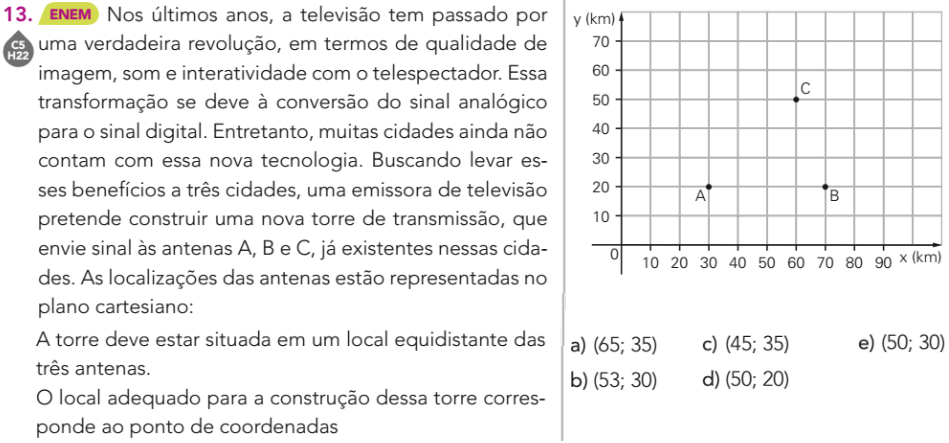 13. ENEM Nos últimos anos, a televisão tem passado por
C5
H22
uma verdadeira revolução, em termos de qualidade de
imagem, som e interatividade com o telespectador. Essa
transformação se deve à conversão do sinal analógico
para o sinal digital. Entretanto, muitas cidades ainda não
contam com essa nova tecnologia. Buscando levar es-
ses benefícios a três cidades, uma emissora de televisão
pretende construir uma nova torre de transmissão, que
envie sinal às antenas A, B e C, já existentes nessas cida-
des. As localizações das antenas estão representadas no
plano cartesiano:
A torre deve estar situada em um local equidistante das
três antenas.
O local adequado para a construção dessa torre corres-
ponde ao ponto de coordenadas
y (km)
70
60
50
40
30
20
10
C
A
B
0
10 20 30 40 50 60 70 80 90 x (km)
a) (65; 35) c) (45; 35) e) (50; 30)
b) (53; 30) d) (50; 20)